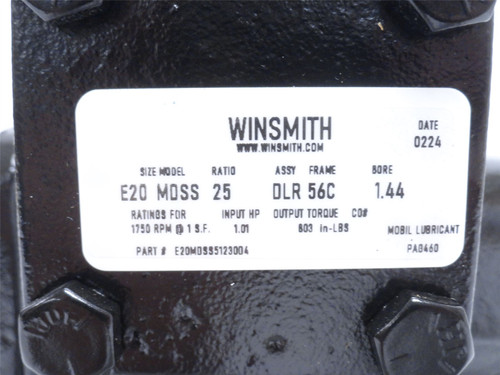 WINSMITH
WWW.WINSMITH.COM
DATE
0224
SIZE MODEL RATIO ASSY FRAME BORE
E20 MDSS 25 DLR 56C 1.44
RATINGS FOR INPUT HP OUTPUT TORQUE CO#
1750 RPM @ 1 S.F. 1.01 803 in-LBS MOBIL LUBRICANT
PART # E20MDSS5123004 PAO460